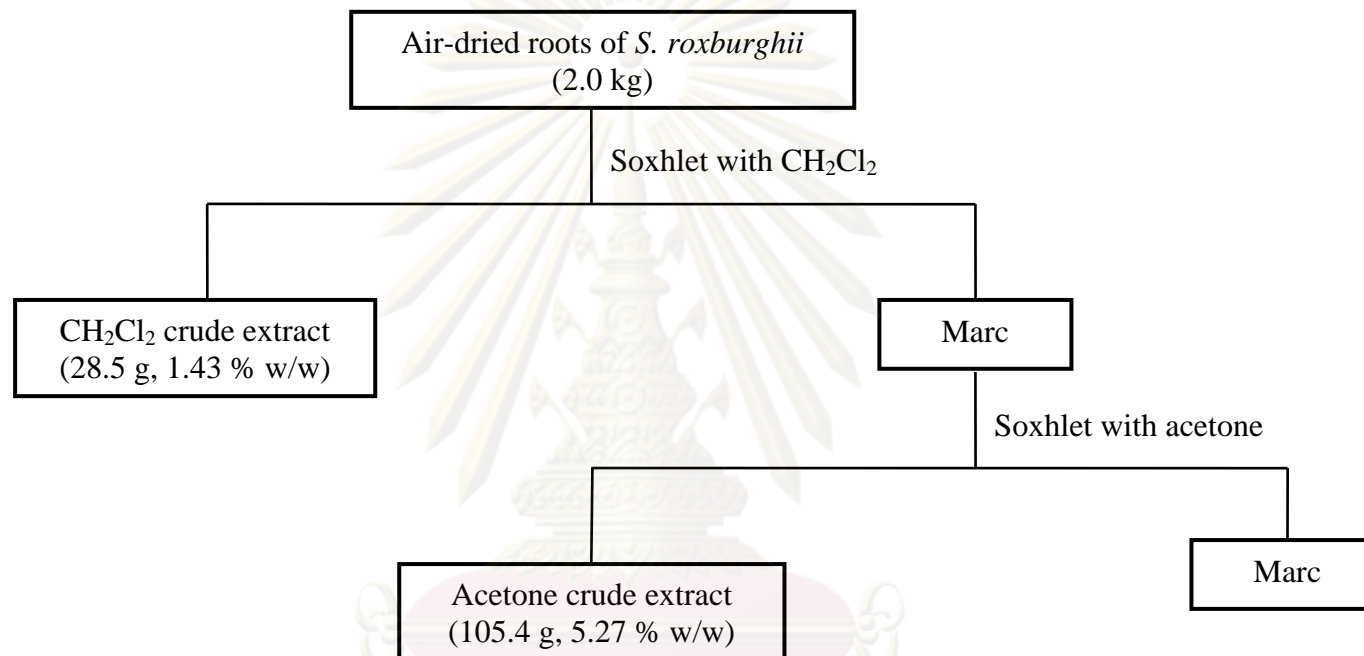 Air-dried roots of S. roxburghii
(2.0 kg)
Soxhlet with CH₂Cl₂
CH₂Cl₂ crude extract
(28.5 g, 1.43 % w/w)
Marc
Soxhlet with acetone
Acetone crude extract
(105.4 g, 5.27 % w/w)
Marc